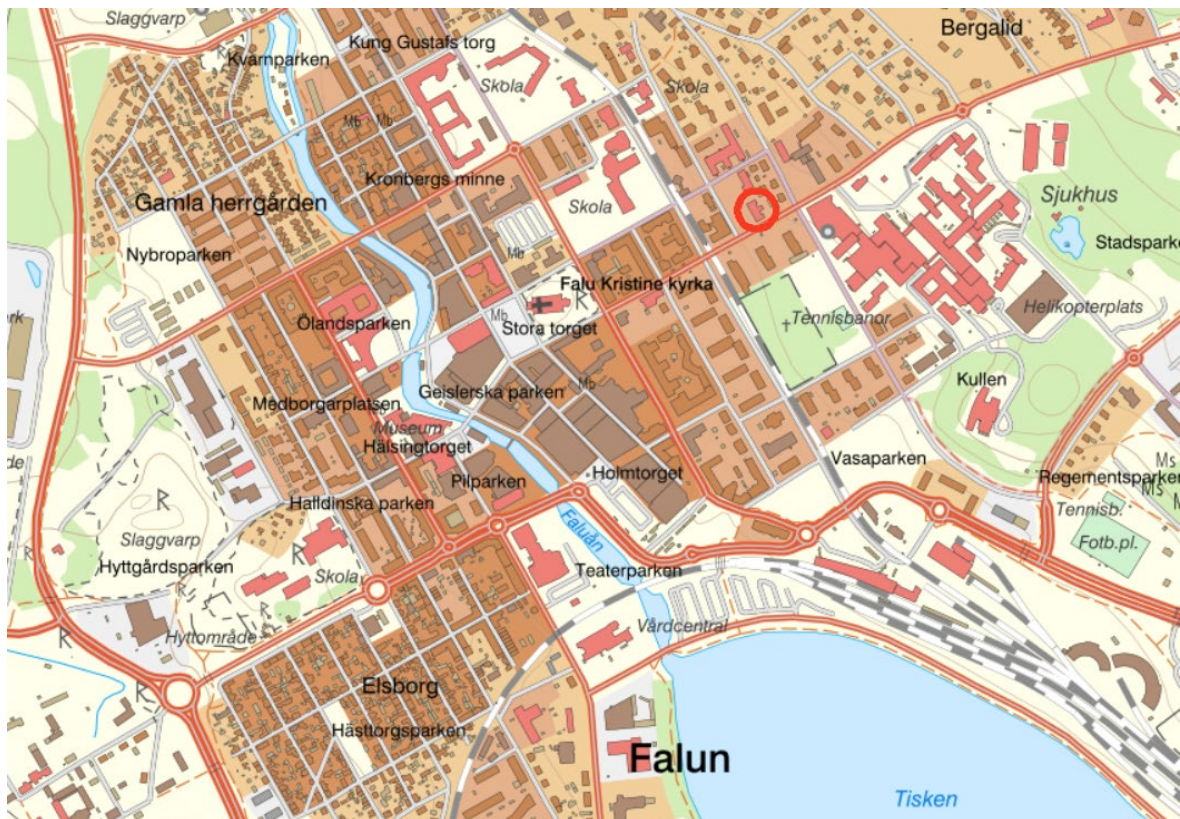 Slaggvarp
Kung Gustafs torg
Bergalid
Kvarnparken
R
Skola
Skola
Mb
Mb
Kronbergs minne
Gamla herrgården
Skola
Sjukhus
Nybroparken
Mb
Stadsparke
Falu Kristine kyrka
R
Helikopterplats
Ölandsparken
Mb
Stora torget
Tennisbanor
Kullen
Geislerska parken
Mb
Medborgarplatsen
Museum
Hälsingtorget
Vasaparken
Ms
Pilparken
Holmtorget
Regementsparken
Ms
R
Halldinska parken
Tennisb.
Faluån
Slaggvarp
Fotb.pl.
R
R
Hyttgårdsparken
Skola
Teaterparken
R
R
Hyttområde
Vårdcentral
R
Elsborg
Hästtorgsparken
Falun
Tisken